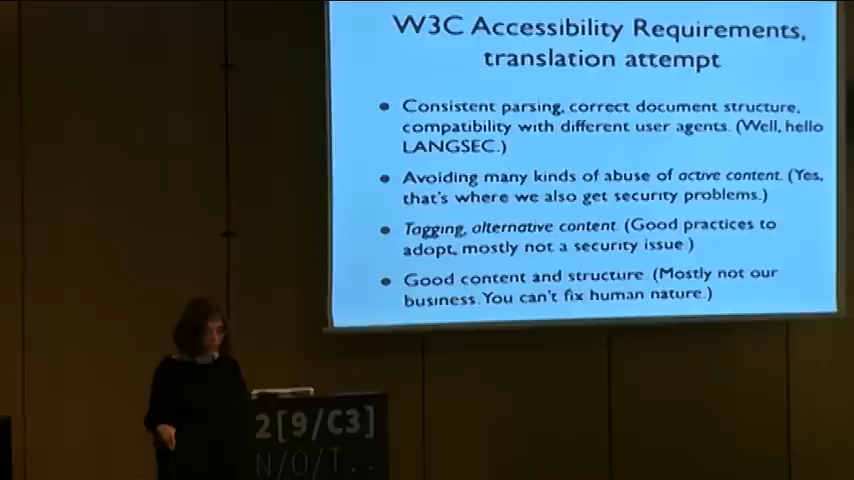 W3C Accessibility Requirements,
translation attempt
• Consistent parsing, correct document structure,
compatibility with different user agents. (Well, hello
LANGSEC.)
• Avoiding many kinds of abuse of active content. (Yes,
that's where we also get security problems.)
• Tagging, alternative content. (Good practices to
adopt, mostly not a security issue.)
• Good content and structure (Mostly not our
business. You can't fix human nature.)
2[9/C3]
N/O/T..